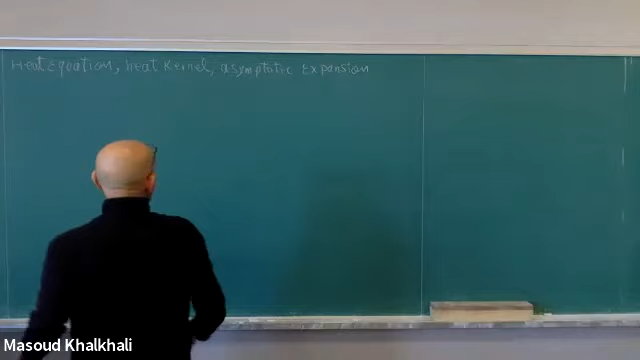 Heat Equation, heat Kernel, asymptotic Expansion
Masoud Khalkhali